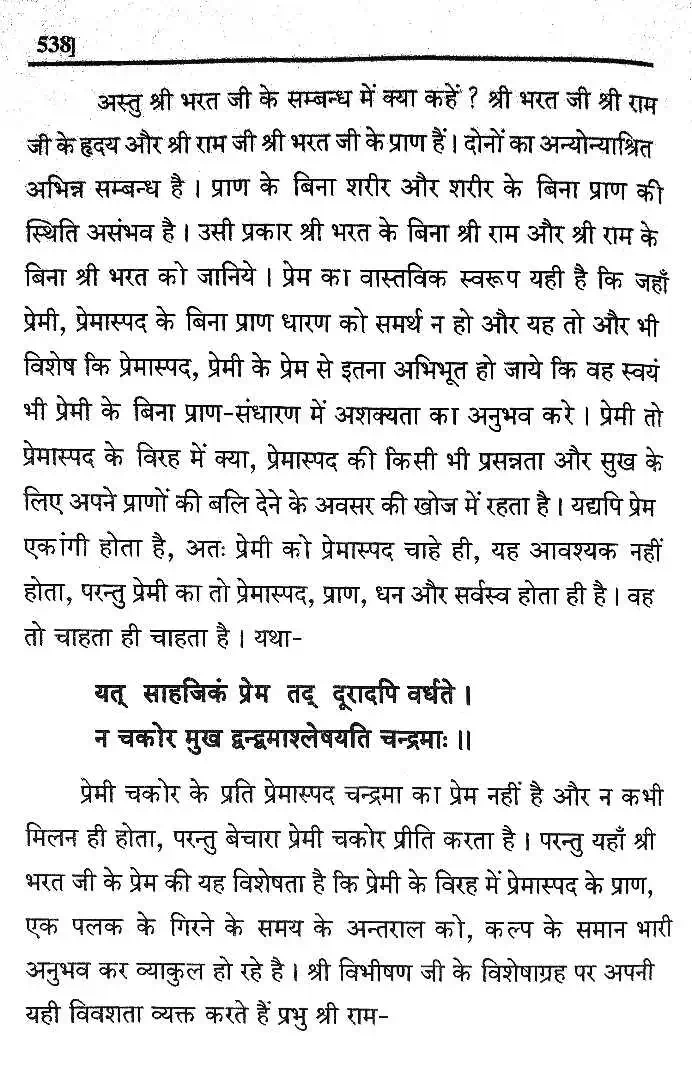 538]
अस्तु श्री भरत जी के सम्बन्ध में क्या कहें ? श्री भरत जी श्री राम
जी के हृदय और श्री राम जी श्री भरत जी के प्राण हैं। दोनों का अन्योन्याश्रित
अभिन्न सम्बन्ध है । प्राण के बिना शरीर और शरीर के बिना प्राण की
स्थिति असंभव है। उसी प्रकार श्री भरत के बिना श्री राम और श्री राम के
बिना श्री भरत को जानिये । प्रेम का वास्तविक स्वरूप यही है कि जहाँ
प्रेमी, प्रेमास्पद के बिना प्राण धारण को समर्थ न हो और यह तो और भी
विशेष कि प्रेमास्पद, प्रेमी के प्रेम से इतना अभिभूत हो जाये कि वह स्वयं
भी प्रेमी के बिना प्राण-संधारण में अशक्यता का अनुभव करे । प्रेमी तो
प्रेमास्पद के विरह में क्या, प्रेमास्पद की किसी भी प्रसन्नता और सुख के
लिए अपने प्राणों की बलि देने के अवसर की खोज में रहता है। यद्यपि प्रेम
एकांगी होता है, अतः प्रेमी को प्रेमास्पद चाहे ही, यह आवश्यक नहीं
होता, परन्तु प्रेमी का तो प्रेमास्पद, प्राण, धन और सर्वस्व होता ही है। वह
तो चाहता ही चाहता है । यथा-
यत् साहजिकं प्रेम तद् दूरादपि वर्धते ।
न चकोर मुख द्वन्द्वमाश्लेषयति चन्द्रमाः ॥
प्रेमी चकोर के प्रति प्रेमास्पद चन्द्रमा का प्रेम नहीं है और न कभी
मिलन ही होता, परन्तु बेचारा प्रेमी चकोर प्रीति करता है । परन्तु यहाँ श्री
भरत जी के प्रेम की यह विशेषता है कि प्रेमी के विरह में प्रेमास्पद के प्राण,
एक पलक के गिरने के समय के अन्तराल को, कल्प के समान भारी
अनुभव कर व्याकुल हो रहे है । श्री विभीषण जी के विशेषाग्रह पर अपनी
यही विवशता व्यक्त करते हैं प्रभु श्री राम-